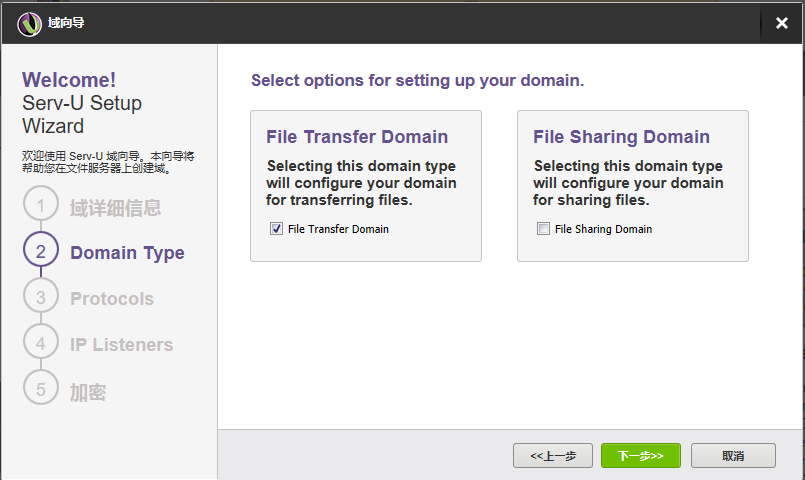 域向导
Welcome!
Serv-U Setup
Wizard
欢迎使用 Serv-U 域向导。本向导将
帮助您在文件服务器上创建域。
1 域详细信息
2 Domain Type
3 Protocols
4 IP Listeners
5 加密
Select options for setting up your domain.
File Transfer Domain
Selecting this domain type
will configure your domain
for transferring files.
File Transfer Domain
File Sharing Domain
Selecting this domain type
will configure your domain
for sharing files.
File Sharing Domain
<<上一步
下一步>>
取消